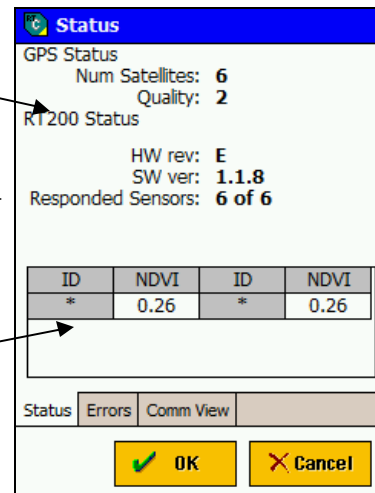 Status
GPS Status
Num Satellites: 6
Quality: 2
RT200 Status
HW rev: E
SW ver: 1.1.8
Responded Sensors: 6 of 6
ID NDVI ID NDVI
* 0.26 * 0.26
Status Errors Comm View
OK Cancel